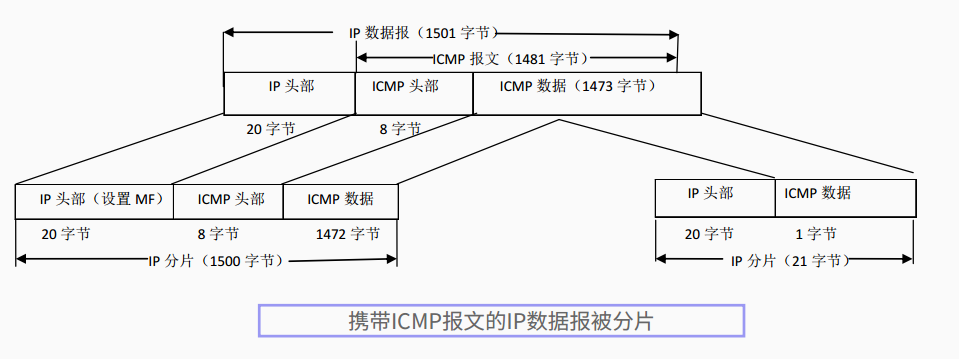 IP 数据报（1501 字节）
ICMP 报文（1481 字节）
IP 头部 ICMP 头部 ICMP 数据（1473 字节）
20 字节 8 字节
IP 头部（设置 MF） ICMP 头部 ICMP 数据 IP 头部 ICMP 数据
20 字节 8 字节 1472 字节 20 字节 1 字节
IP 分片（1500 字节） IP 分片（21 字节）
携带ICMP报文的IP数据报被分片